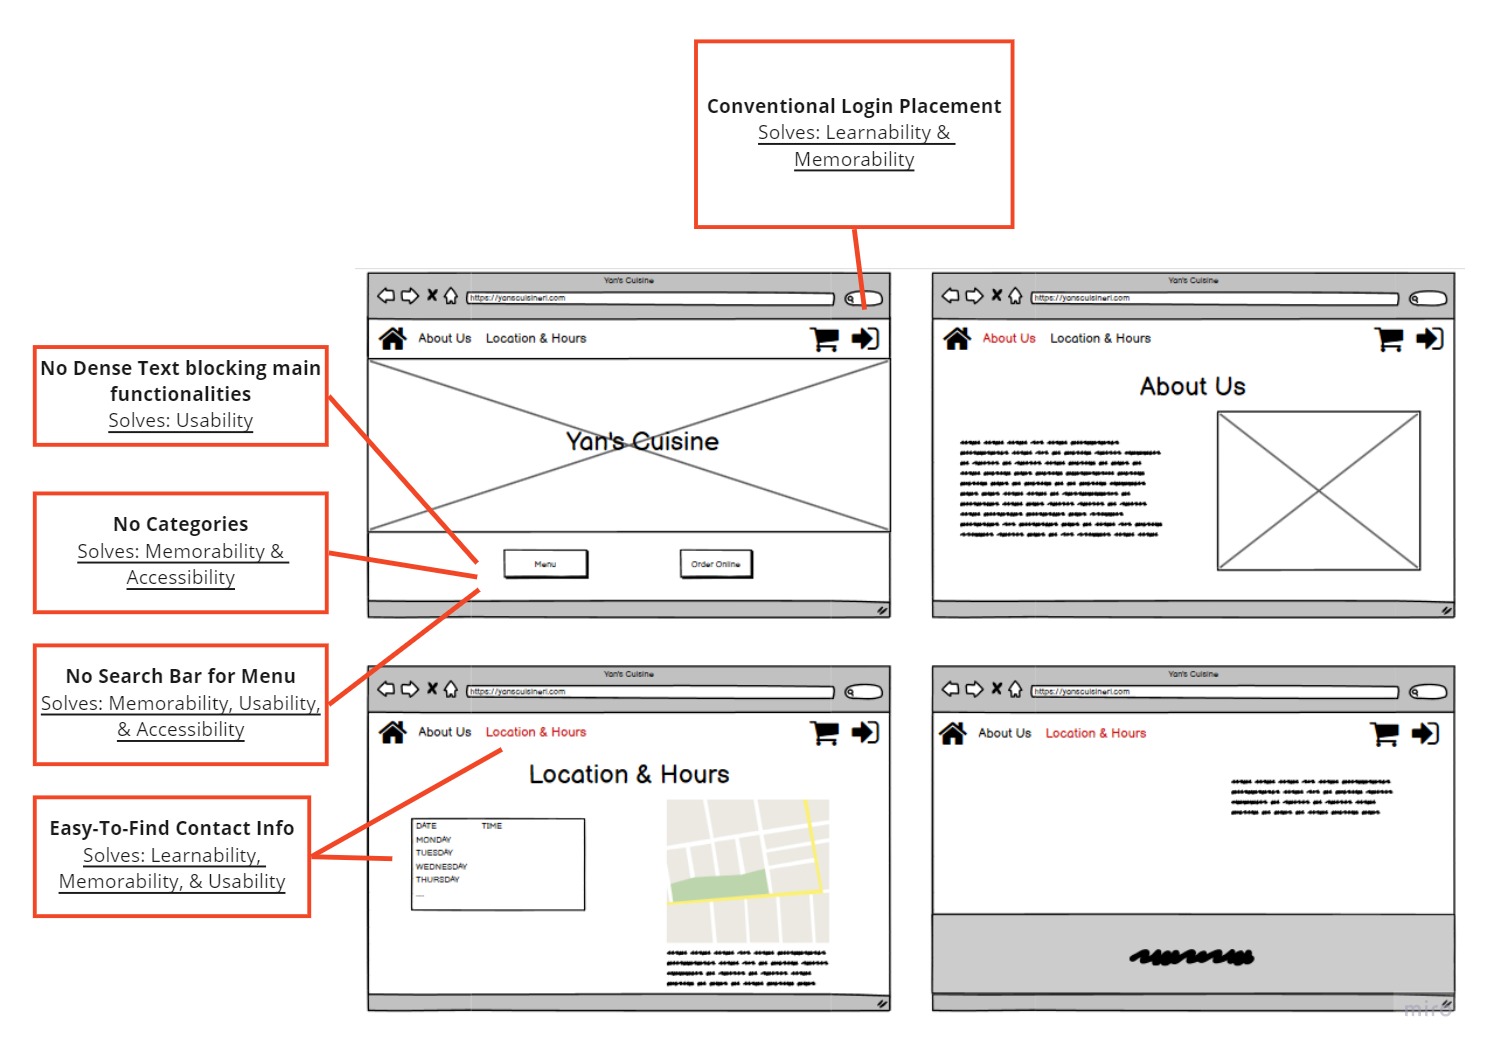 Conventional Login Placement
Solves: Learnability &
Memorability
No Dense Text blocking main
functionalities
Solves: Usability
No Categories
Solves: Memorability &
Accessibility
No Search Bar for Menu
Solves: Memorability, Usability,
& Accessibility
Easy-To-Find Contact Info
Solves: Learnability,
Memorability, & Usability
Yan's Cuisine
https://yanscuisineri.com
About Us Location & Hours
Yan's Cuisine
Menu Order Online
Yan's Cuisine
https://yanscuisineri.com
About Us Location & Hours
About Us
Yan's Cuisine
https://yanscuisineri.com
About Us Location & Hours
Location & Hours
DATE TIME
MONDAY
TUESDAY
WEDNESDAY
THURSDAY
...
Yan's Cuisine
https://yanscuisineri.com
About Us Location & Hours
miro